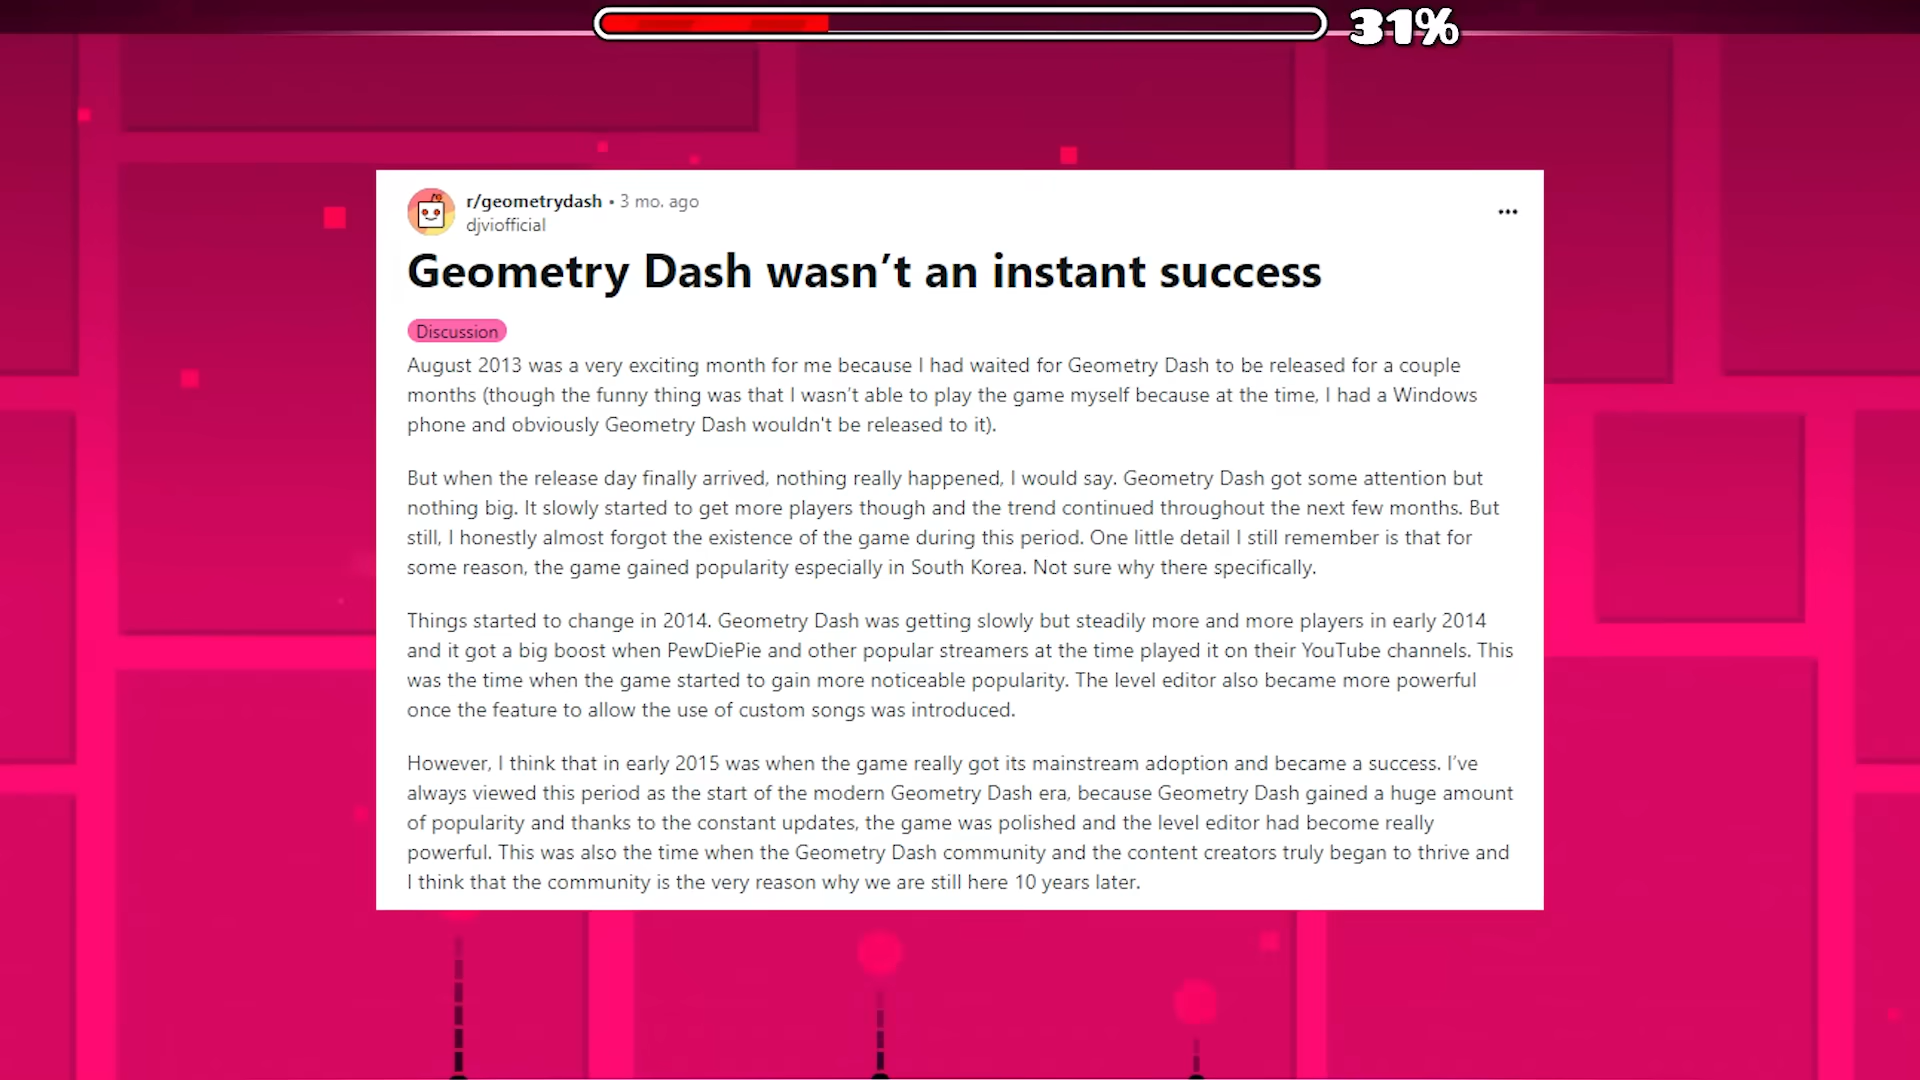 31%
r/geometrydash • 3 mo. ago
djviofficial
Geometry Dash wasn’t an instant success
Discussion
August 2013 was a very exciting month for me because I had waited for Geometry Dash to be released for a couple
months (though the funny thing was that I wasn’t able to play the game myself because at the time, I had a Windows
phone and obviously Geometry Dash wouldn't be released to it).
But when the release day finally arrived, nothing really happened, I would say. Geometry Dash got some attention but
nothing big. It slowly started to get more players though and the trend continued throughout the next few months. But
still, I honestly almost forgot the existence of the game during this period. One little detail I still remember is that for
some reason, the game gained popularity especially in South Korea. Not sure why there specifically.
Things started to change in 2014. Geometry Dash was getting slowly but steadily more and more players in early 2014
and it got a big boost when PewDiePie and other popular streamers at the time played it on their YouTube channels. This
was the time when the game started to gain more noticeable popularity. The level editor also became more powerful
once the feature to allow the use of custom songs was introduced.
However, I think that in early 2015 was when the game really got its mainstream adoption and became a success. I’ve
always viewed this period as the start of the modern Geometry Dash era, because Geometry Dash gained a huge amount
of popularity and thanks to the constant updates, the game was polished and the level editor had become really
powerful. This was also the time when the Geometry Dash community and the content creators truly began to thrive and
I think that the community is the very reason why we are still here 10 years later.